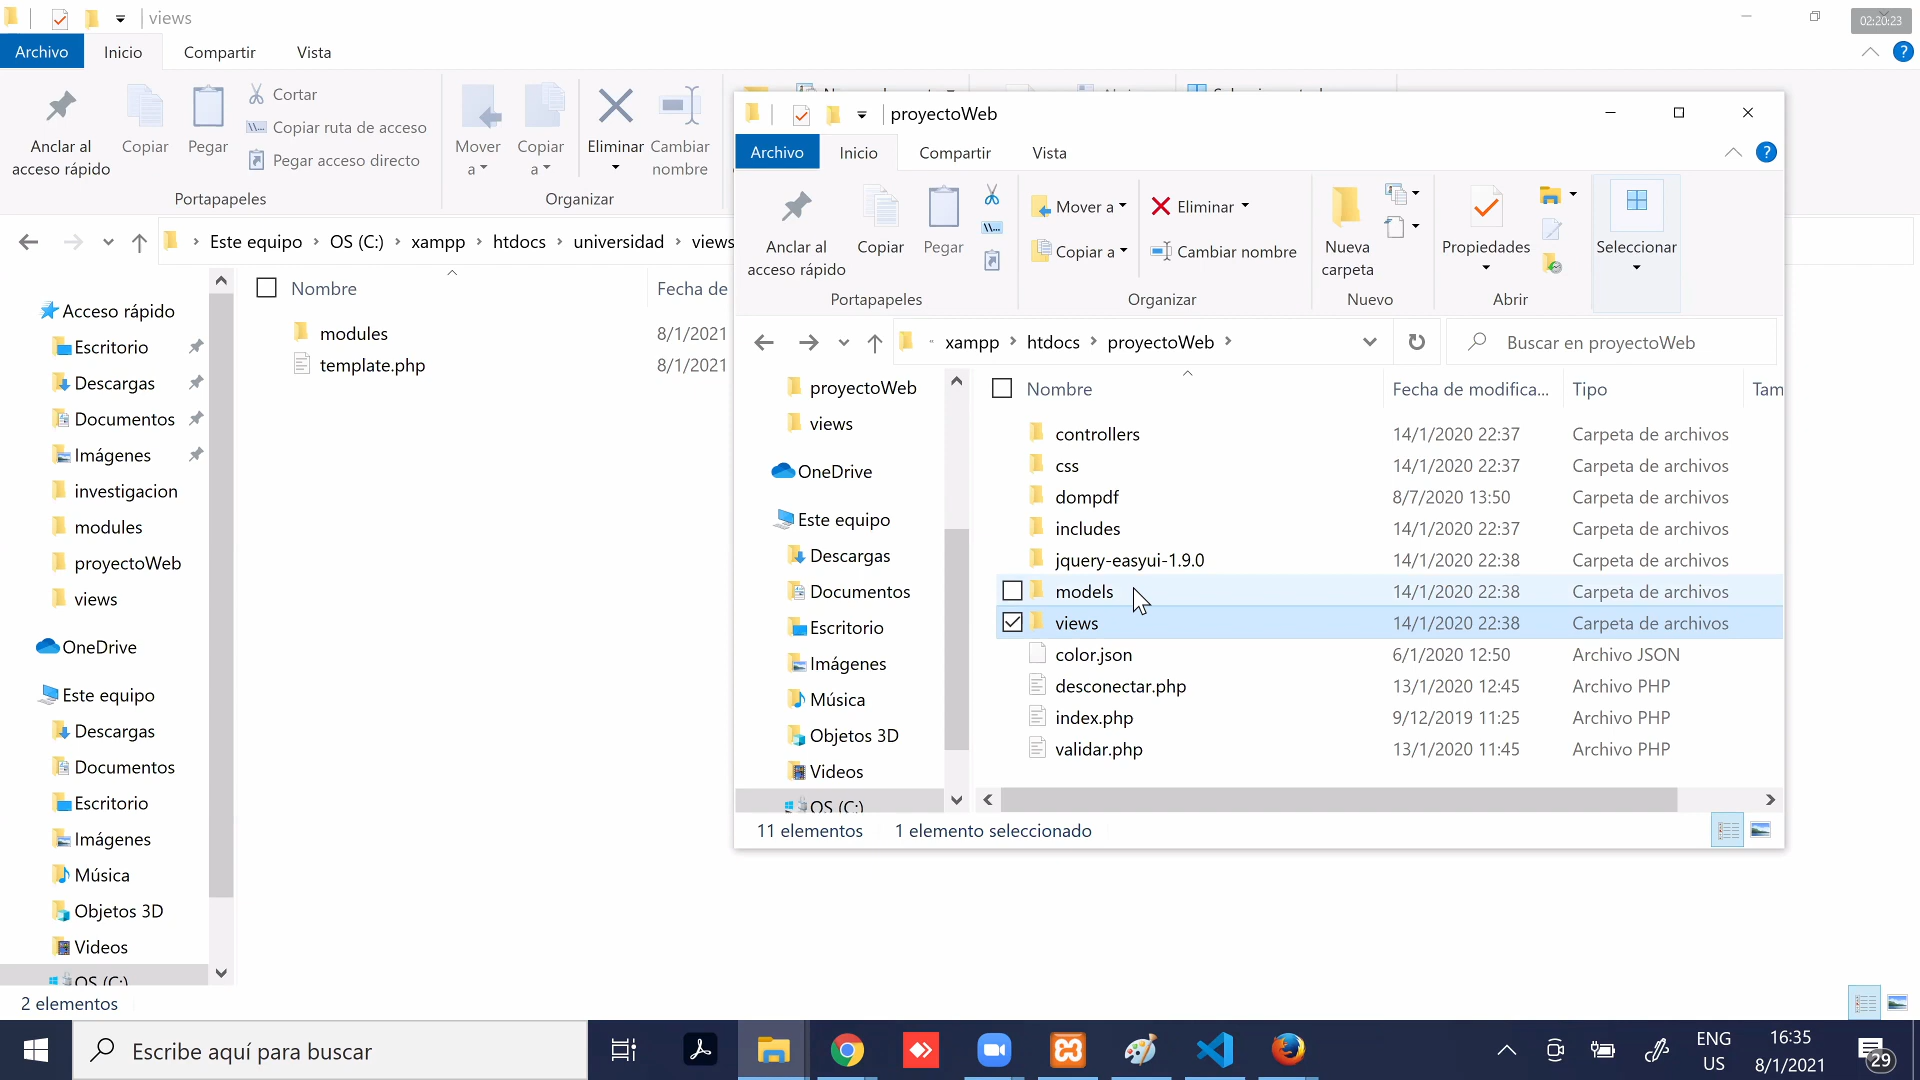 views
02:20:23
Archivo Inicio Compartir Vista
Anclar al acceso rápido
Copiar
Pegar
Cortar
Copiar ruta de acceso
Pegar acceso directo
Portapapeles
Mover a
Copiar a
Eliminar
Cambiar nombre
Organizar
Este equipo › OS (C:) › xampp › htdocs › universidad › views
Nombre Fecha de
modules 8/1/2021
template.php 8/1/2021
Acceso rápido
Escritorio
Descargas
Documentos
Imágenes
investigacion
modules
proyectoWeb
views
OneDrive
Este equipo
Descargas
Documentos
Escritorio
Imágenes
Música
Objetos 3D
Videos
OS (C:)
2 elementos
proyectoWeb
Archivo Inicio Compartir Vista
Anclar al acceso rápido
Copiar
Pegar
Portapapeles
Mover a
Copiar a
Eliminar
Cambiar nombre
Organizar
Nueva carpeta
Nuevo
Propiedades
Abrir
Seleccionar
xampp › htdocs › proyectoWeb ›
Buscar en proyectoWeb
proyectoWeb
views
OneDrive
Este equipo
Descargas
Documentos
Escritorio
Imágenes
Música
Objetos 3D
Videos
OS (C:)
Nombre Fecha de modifica... Tipo Tam
controllers 14/1/2020 22:37 Carpeta de archivos
css 14/1/2020 22:37 Carpeta de archivos
dompdf 8/7/2020 13:50 Carpeta de archivos
includes 14/1/2020 22:37 Carpeta de archivos
jquery-easyui-1.9.0 14/1/2020 22:38 Carpeta de archivos
models 14/1/2020 22:38 Carpeta de archivos
views 14/1/2020 22:38 Carpeta de archivos
color.json 6/1/2020 12:50 Archivo JSON
desconectar.php 13/1/2020 12:45 Archivo PHP
index.php 9/12/2019 11:25 Archivo PHP
validar.php 13/1/2020 11:45 Archivo PHP
11 elementos 1 elemento seleccionado
Escribe aquí para buscar
ENG
US
16:35
8/1/2021
29